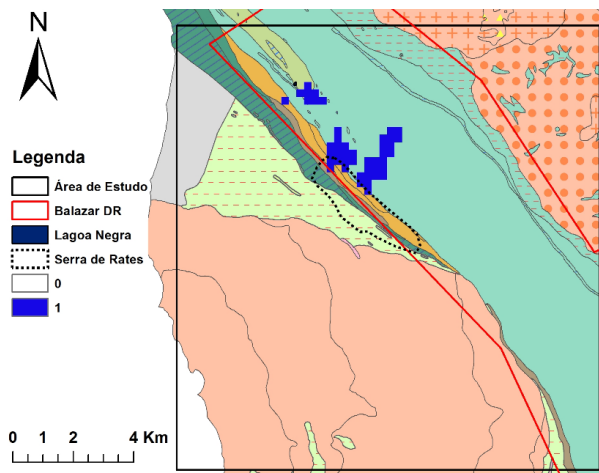 N
Legenda
Área de Estudo
Balazar DR
Lagoa Negra
Serra de Rates
0
1
0 1 2 4 Km